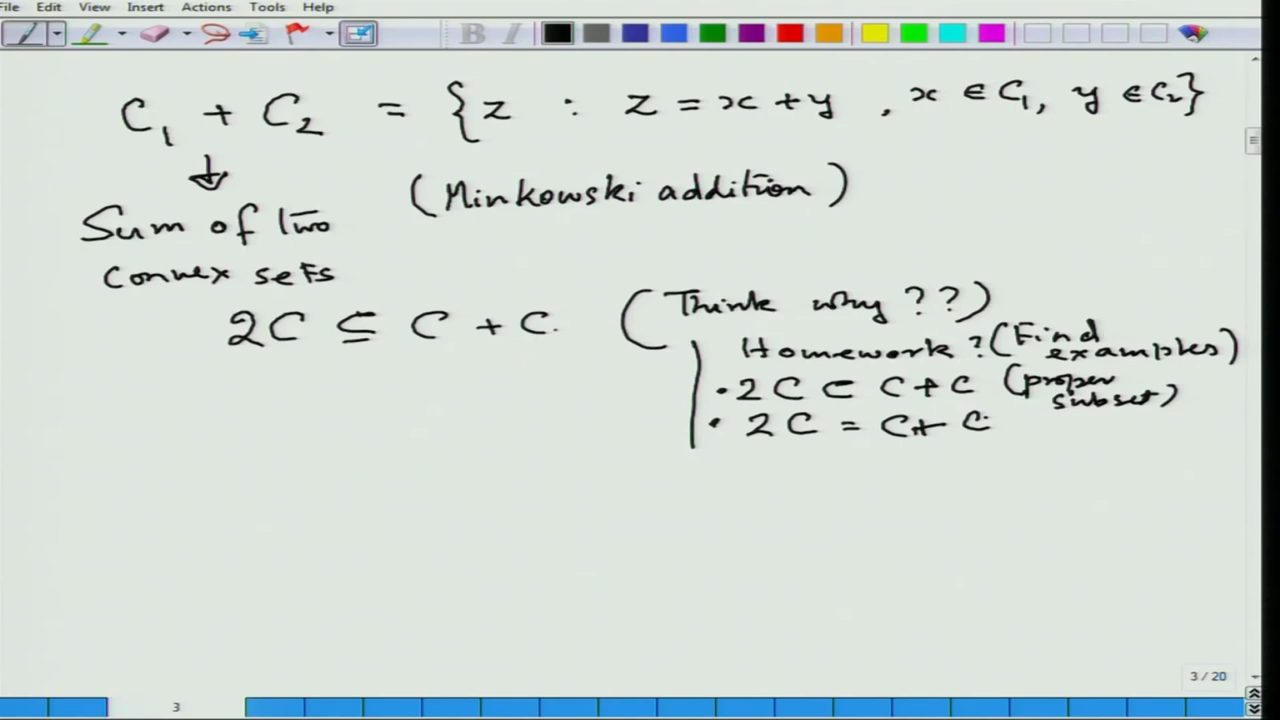 File Edit View Insert Actions Tools Help
B I
C₁ + C₂ = {z : z = x + y , x ∈ C₁, y ∈ C₂}
(Minkowski addition)
Sum of two
convex sets
2C ⊆ C + C. (Think why ??)
Homework ? (Find
examples)
• 2C ⊂ C + C (proper
subset)
• 2C = C + C
3 / 20
3